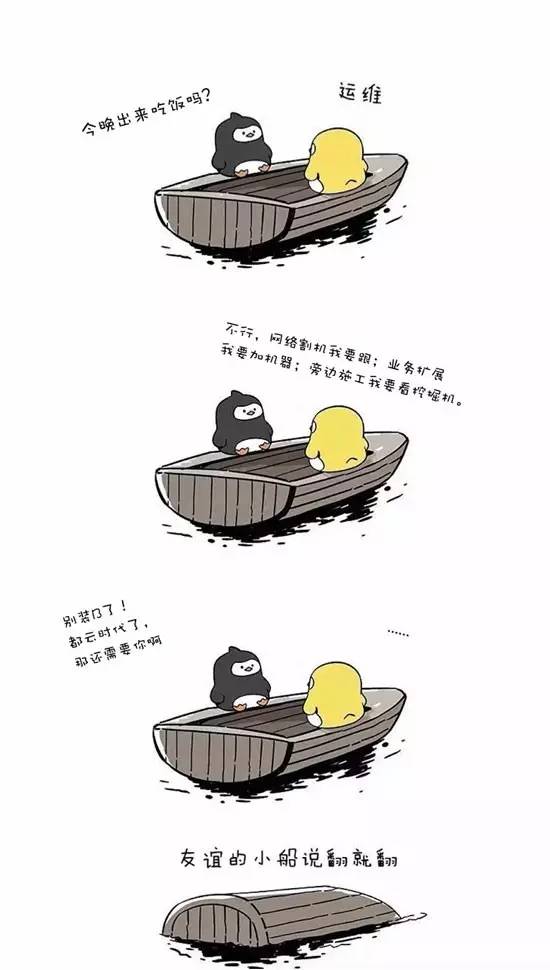 今晚出来吃饭吗?
运维
不行,网络割机我要跟;业务扩展
我要加机器;旁边施工我要看挖掘机。
别装乃了!
都云时代了,
那还需要你啊
......
友谊的小船说翻就翻